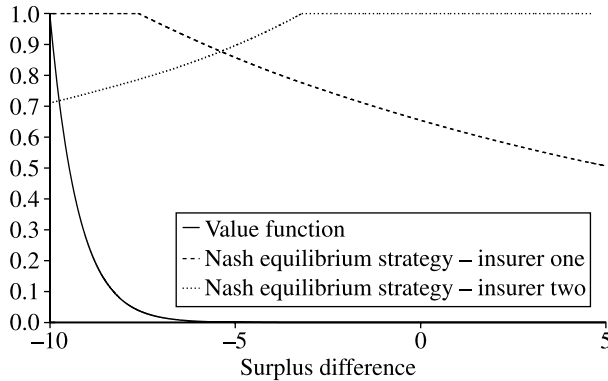 1.0
0.9
0.8
0.7
0.6
0.5
0.4
0.3
0.2
0.1
0.0
Value function
Nash equilibrium strategy – insurer one
Nash equilibrium strategy – insurer two
−10 −5 0 5
Surplus difference